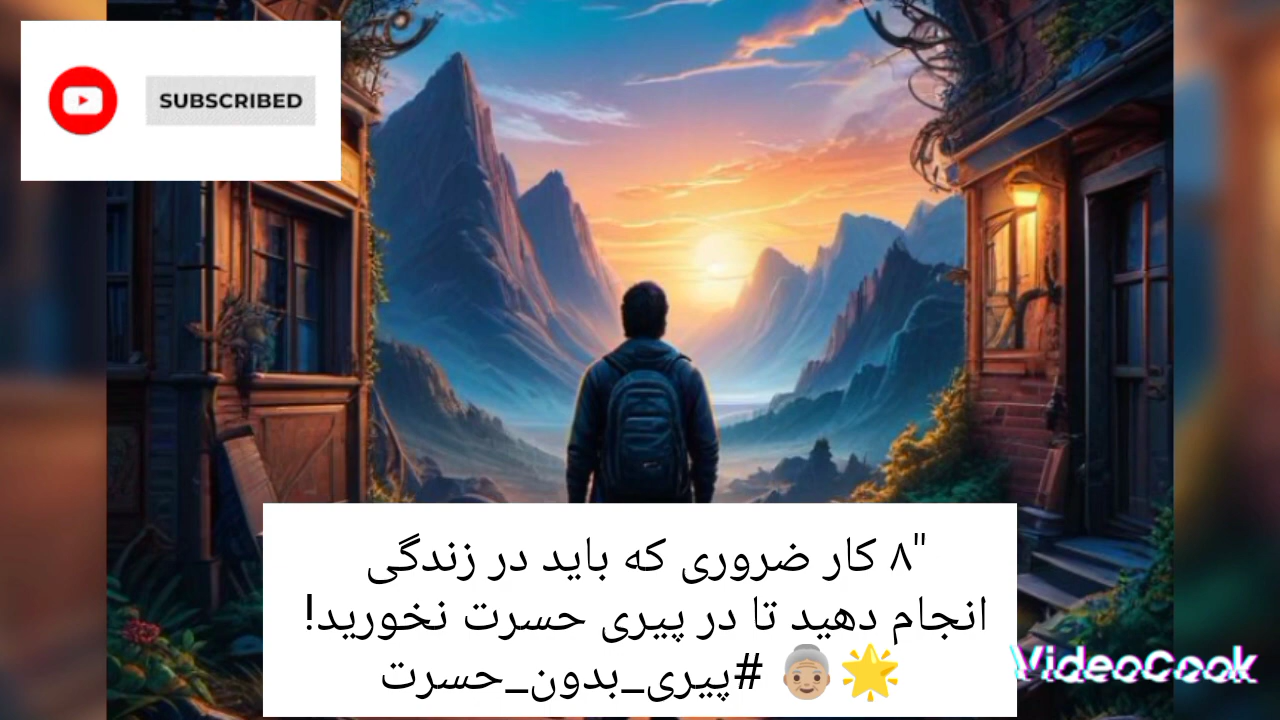 SUBSCRIBED
"۸ کار ضروری که باید در زندگی
انجام دهید تا در پیری حسرت نخورید!
🌟👵🏼 #پیری_بدون_حسرت
VideoCook